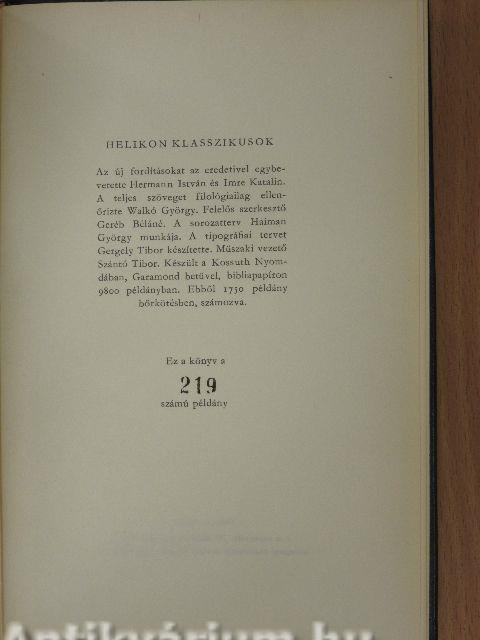 HELIKON KLASSZIKUSOK
Az új fordításokat az eredetivel egybe-
vetette Hermann István és Imre Katalin.
A teljes szöveget filológiailag ellen-
őrizte Walkó György. Felelős szerkesztő
Geréb Béláné. A sorozatterv Haiman
György munkája. A tipográfiai tervet
Gergely Tibor készítette. Műszaki vezető
Szántó Tibor. Készült a Kossuth Nyom-
dában, Garamond betűvel, bibliapapíron
9800 példányban. Ebből 1750 példány
bőrkötésben, számozva.
Ez a könyv a
219
számú példány
Antikvárium.hu